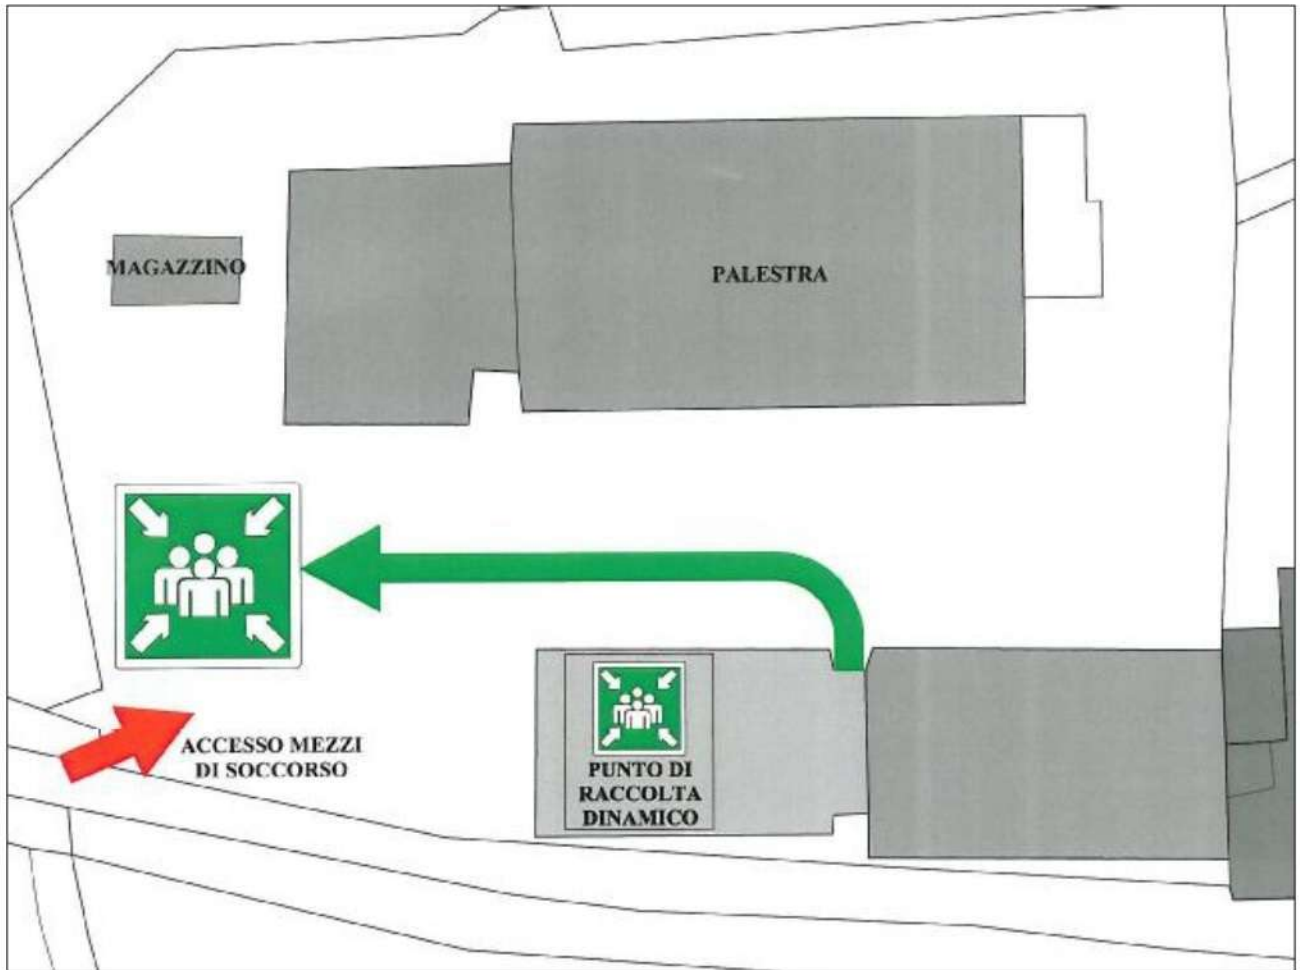 MAGAZZINO
PALESTRA
ACCESSO MEZZI
DI SOCCORSO
PUNTO DI
RACCOLTA
DINAMICO